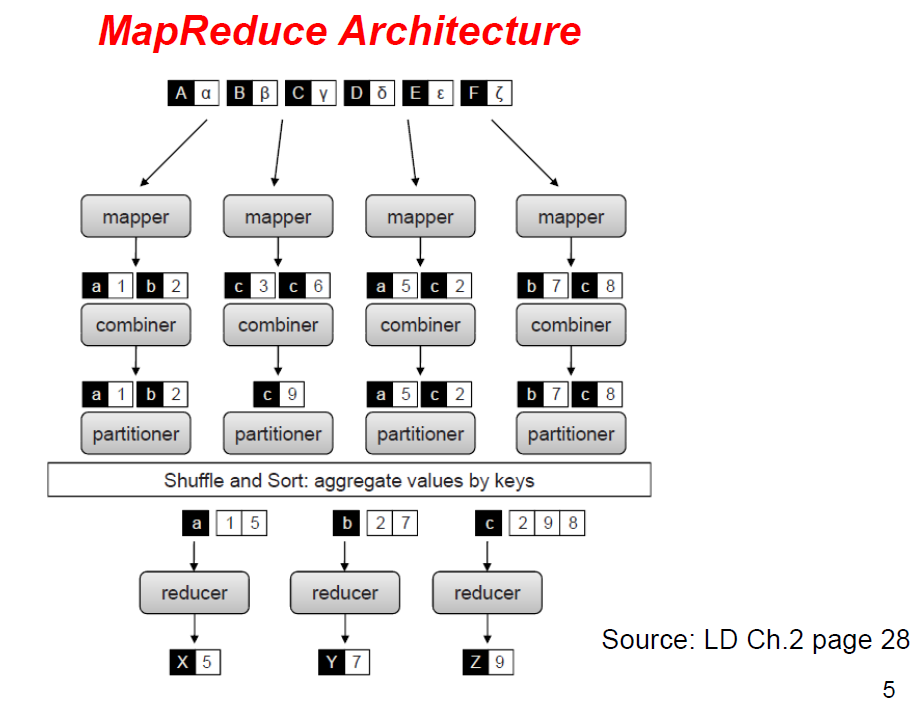 MapReduce Architecture
A α B β C γ D δ E ε F ζ
mapper mapper mapper mapper
a 1 b 2 c 3 c 6 a 5 c 2 b 7 c 8
combiner combiner combiner combiner
a 1 b 2 c 9 a 5 c 2 b 7 c 8
partitioner partitioner partitioner partitioner
Shuffle and Sort: aggregate values by keys
a 1 5 b 2 7 c 2 9 8
reducer reducer reducer
X 5 Y 7 Z 9
Source: LD Ch.2 page 28
5